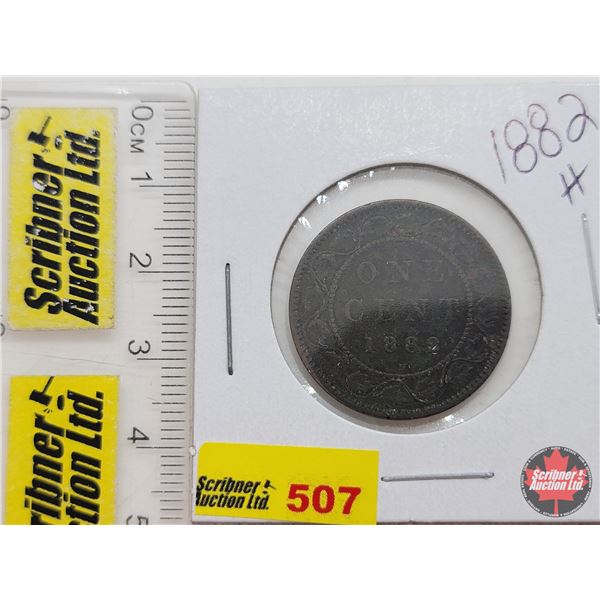 Scribner
Auction Ltd.
0CM 1 2 3 4 5
Scribner
Auction Ltd.
1882
H
ONE
CENT
1882
H
Scribner
Auction Ltd.
507
Scribner
Auction Ltd.